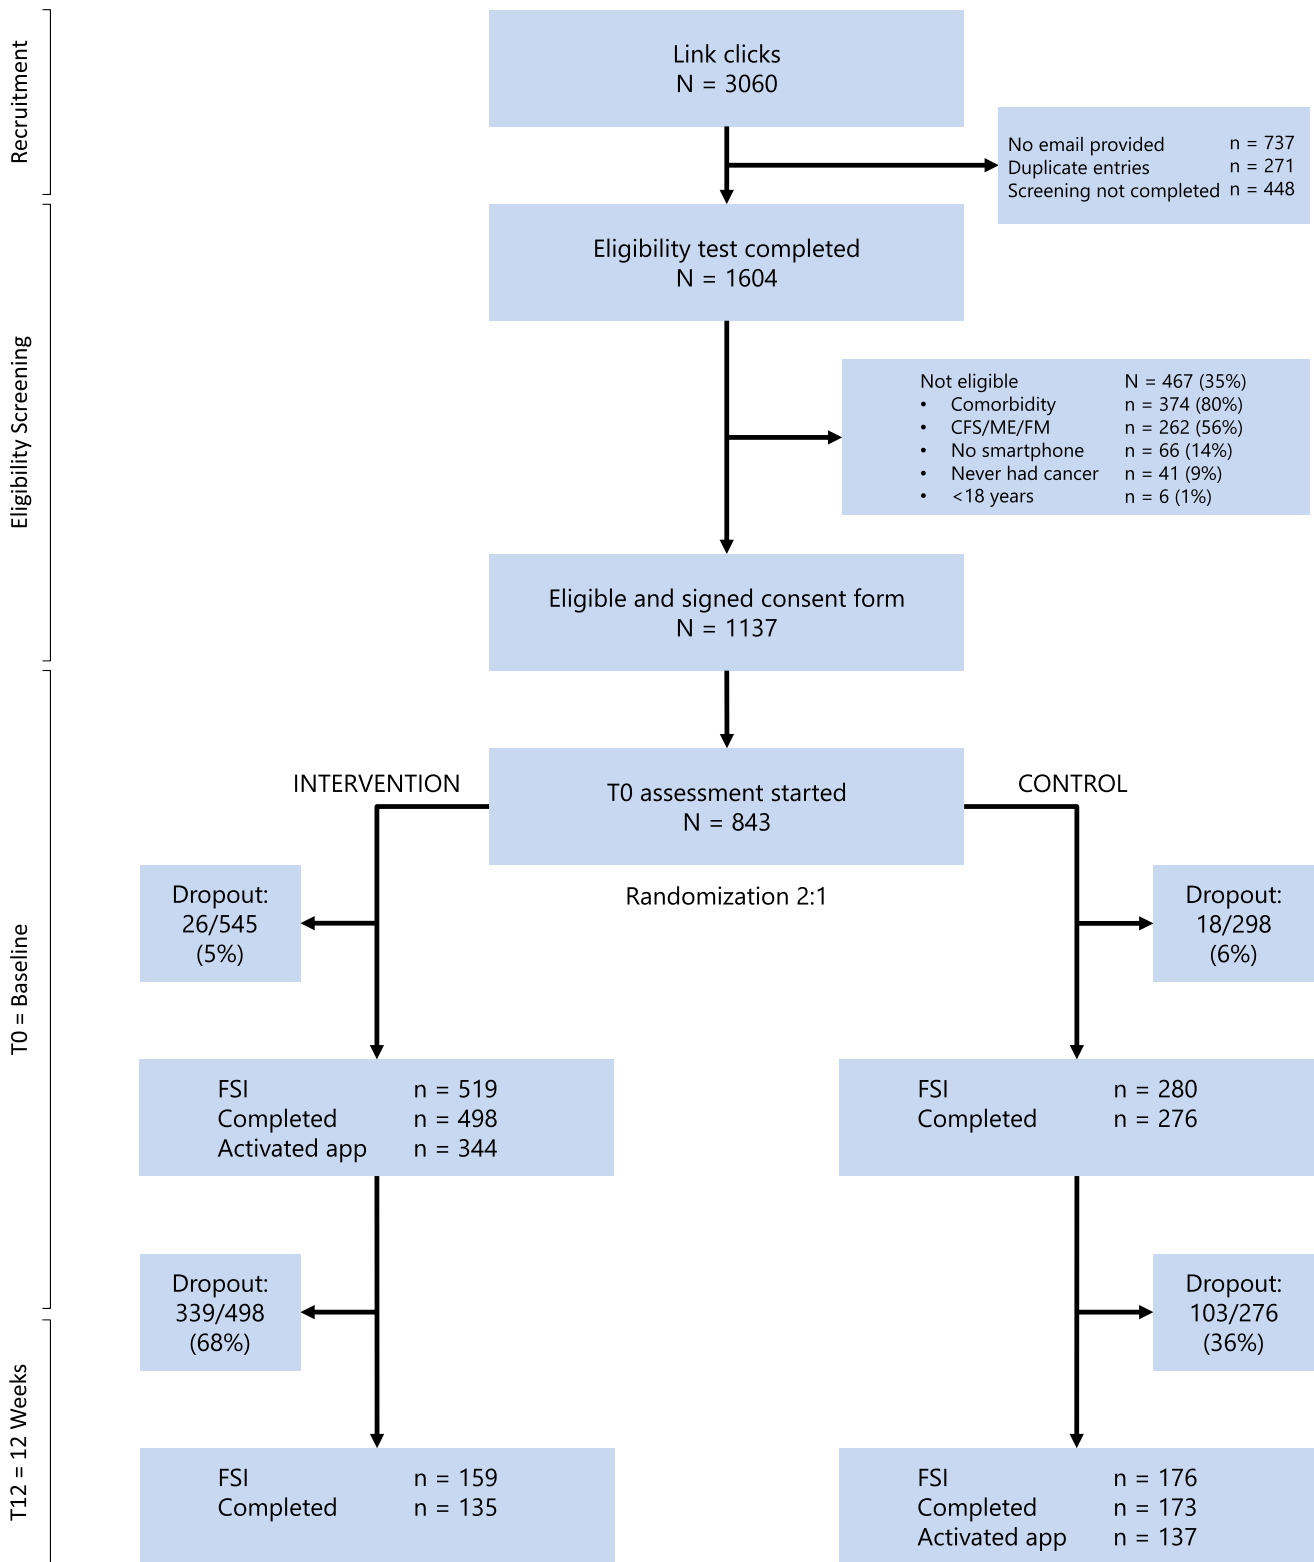 Recruitment
Link clicks
N = 3060
No email provided n = 737
Duplicate entries n = 271
Screening not completed n = 448
Eligibility Screening
Eligibility test completed
N = 1604
Not eligible N = 467 (35%)
• Comorbidity n = 374 (80%)
• CFS/ME/FM n = 262 (56%)
• No smartphone n = 66 (14%)
• Never had cancer n = 41 (9%)
• <18 years n = 6 (1%)
Eligible and signed consent form
N = 1137
T0 = Baseline
INTERVENTION
T0 assessment started
N = 843
CONTROL
Randomization 2:1
Dropout:
26/545
(5%)
Dropout:
18/298
(6%)
FSI n = 519
Completed n = 498
Activated app n = 344
FSI n = 280
Completed n = 276
Dropout:
339/498
(68%)
Dropout:
103/276
(36%)
T12 = 12 Weeks
FSI n = 159
Completed n = 135
FSI n = 176
Completed n = 173
Activated app n = 137